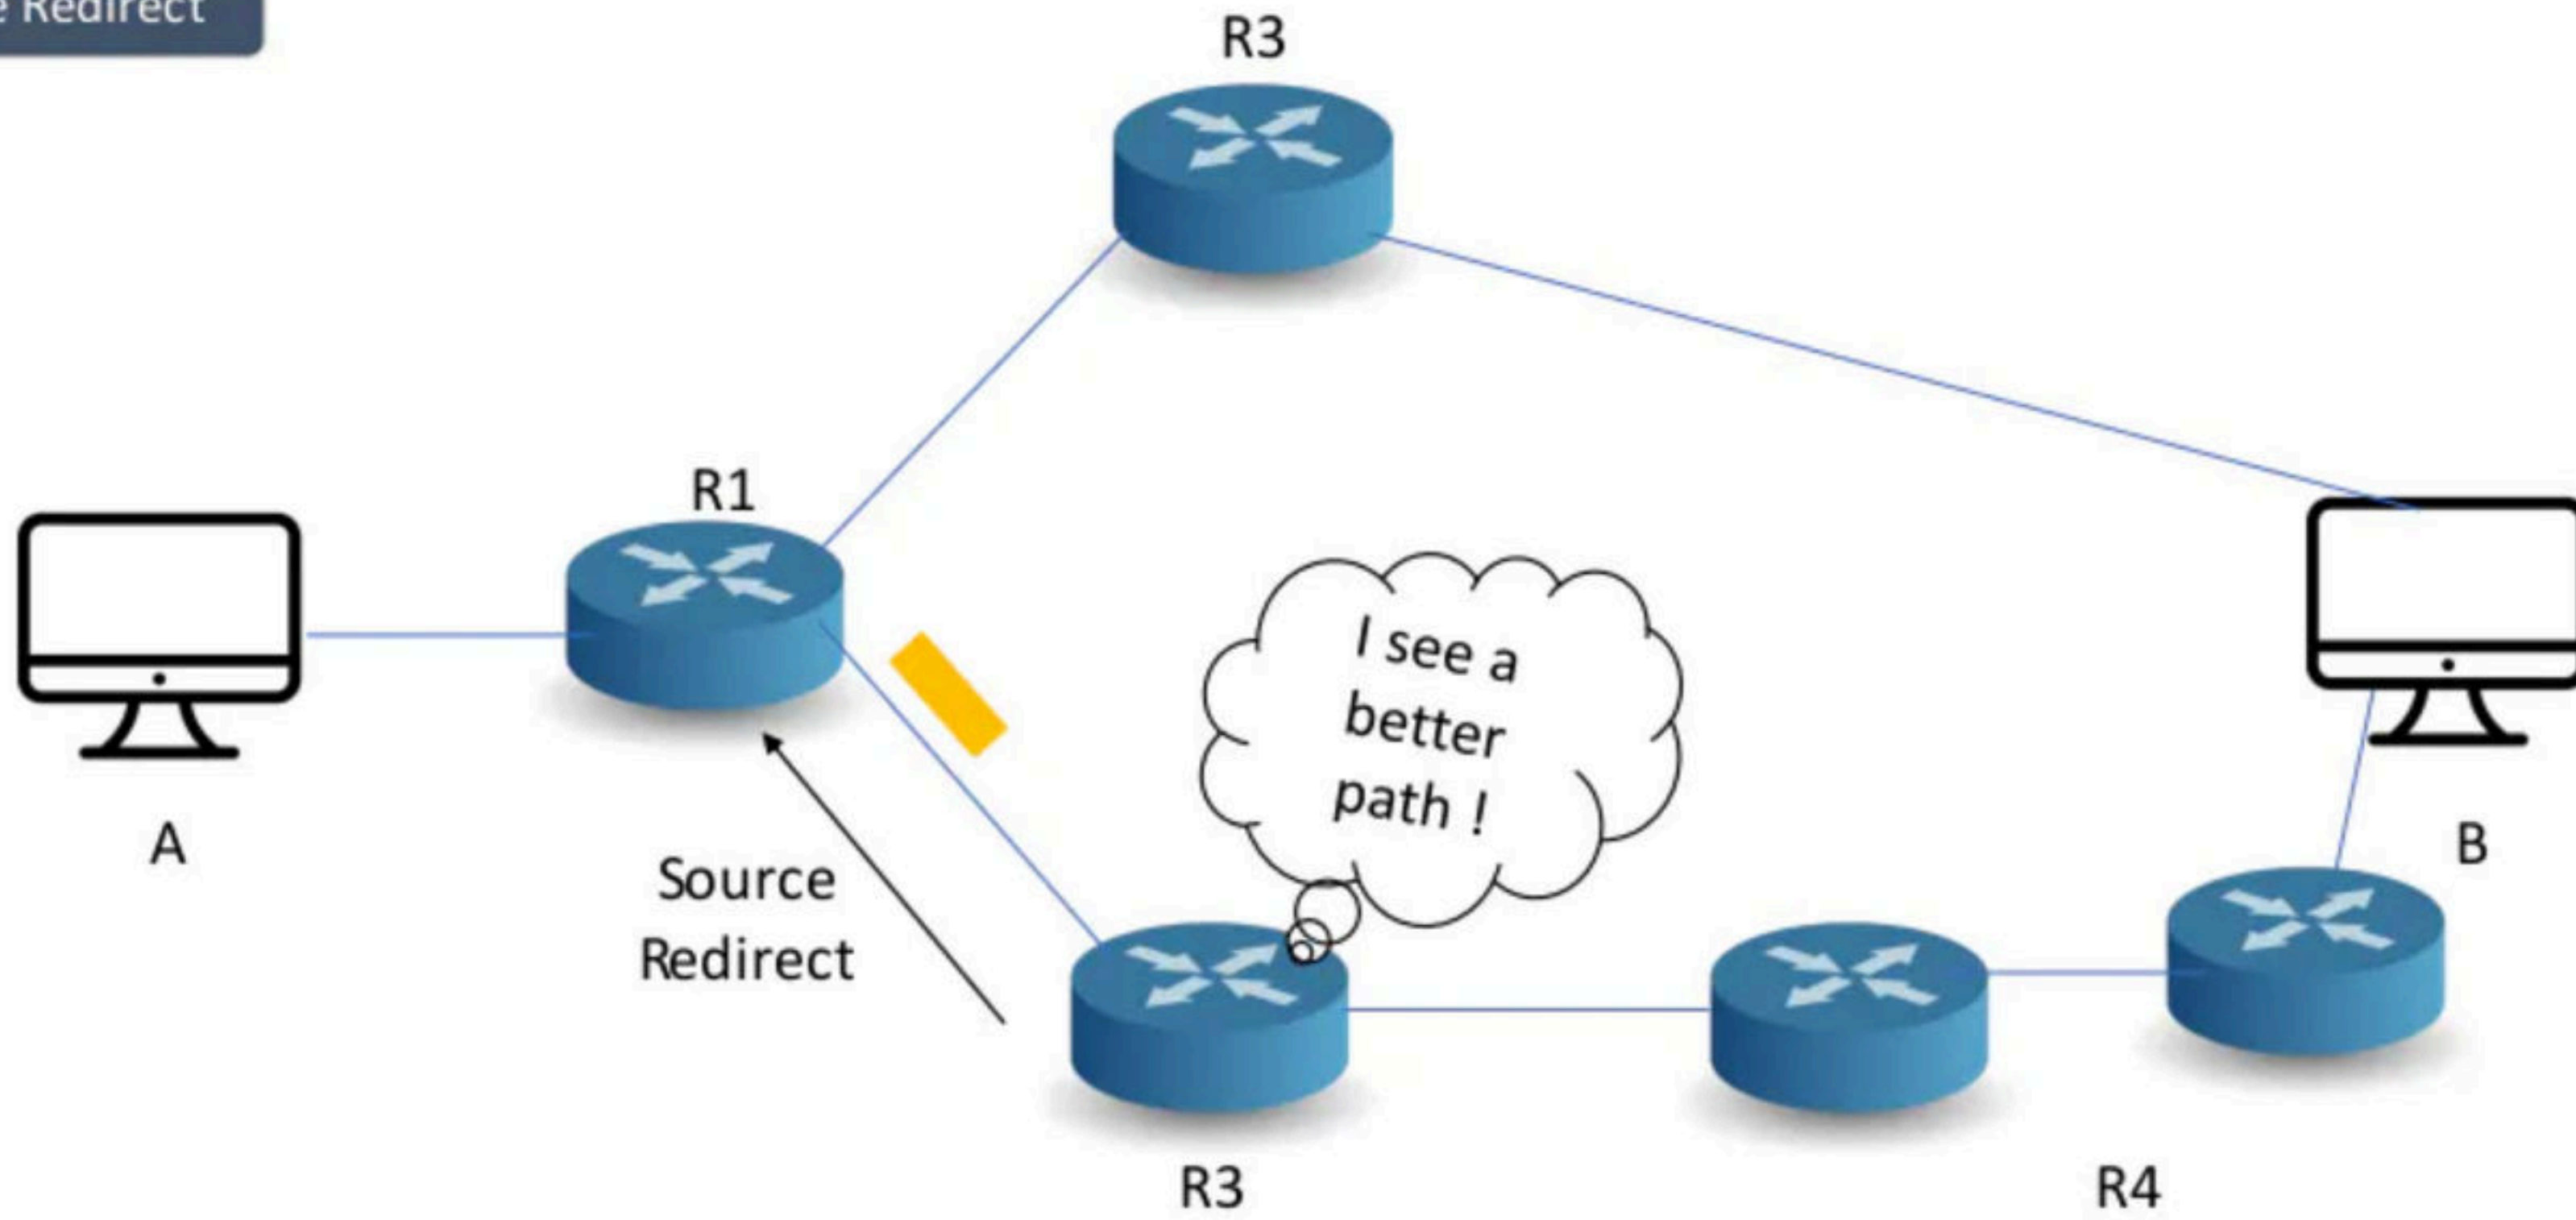 Redirect
R3
R1
I see a
better
path !
A
B
Source
Redirect
R3
R4